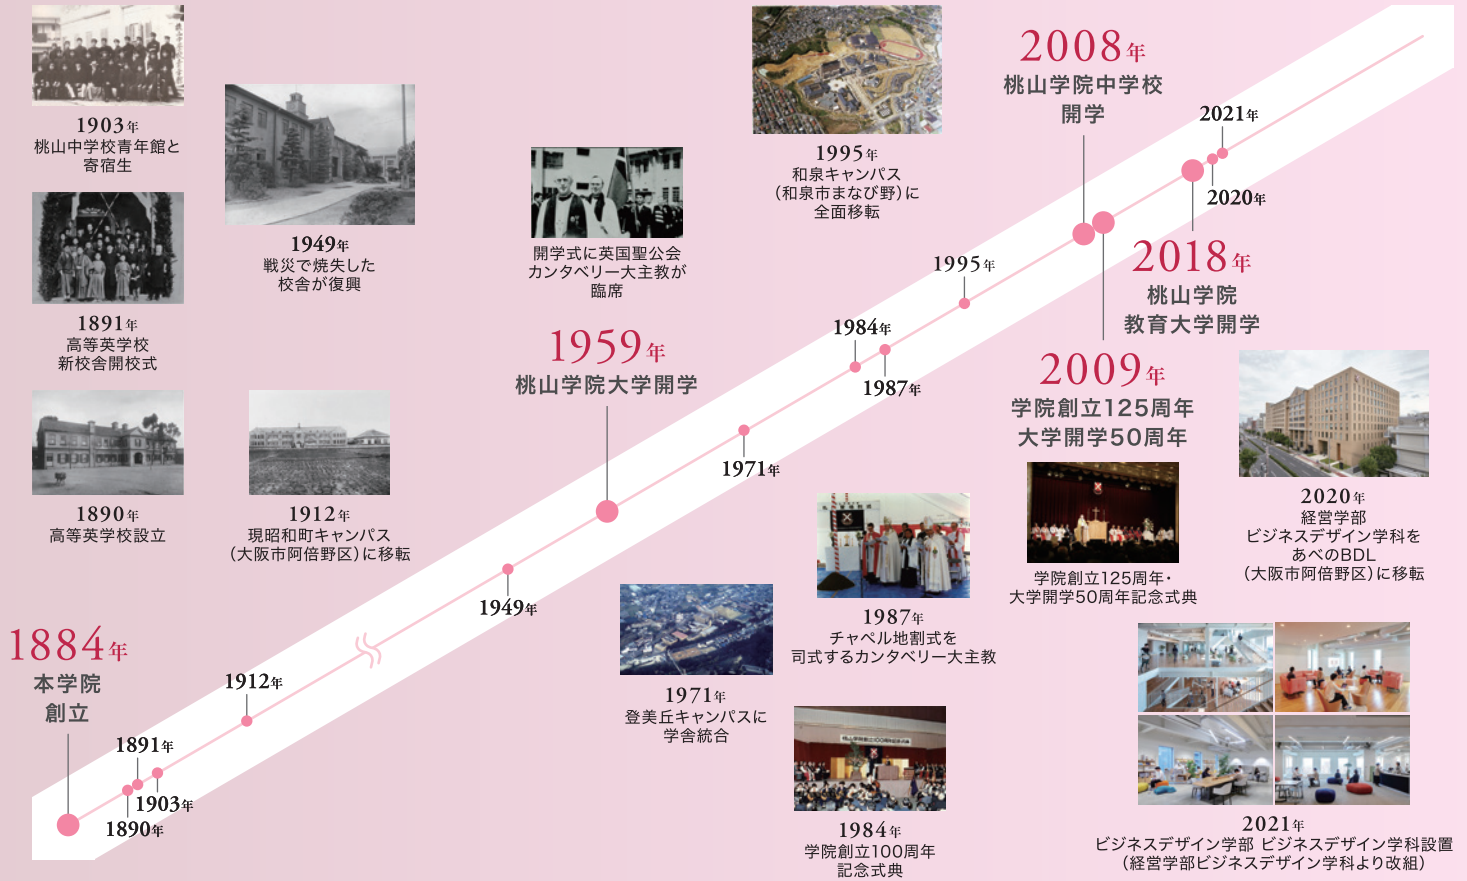 1903年
桃山中学校青年館と
寄宿生
1891年
高等英学校
新校舎開校式
1890年
高等英学校設立
1949年
戦災で焼失した
校舎が復興
1912年
現昭和町キャンパス
（大阪市阿倍野区）に移転
開学式に英国聖公会
カンタベリー大主教が
臨席
1959年
桃山学院大学開学
1995年
和泉キャンパス
（和泉市まなび野）に
全面移転
2008年
桃山学院中学校
開学
2021年
2020年
2018年
桃山学院
教育大学開学
2009年
学院創立125周年
大学開学50周年
学院創立125周年・
大学開学50周年記念式典
1995年
1984年
1987年
1971年
1949年
1912年
1884年
本学院
創立
1891年
1903年
1890年
1971年
登美丘キャンパスに
学舎統合
1987年
チャペル地割式を
司式するカンタベリー大主教
桃山学院創立100周年記念式典
1984年
学院創立100周年
記念式典
2020年
経営学部
ビジネスデザイン学科を
あべのBDL
（大阪市阿倍野区）に移転
2021年
ビジネスデザイン学部 ビジネスデザイン学科設置
（経営学部ビジネスデザイン学科より改組）